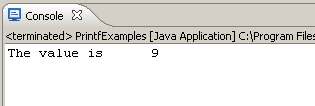 Console
<terminated> PrintfExamples [Java Application] C:\Program Files
The value is      9